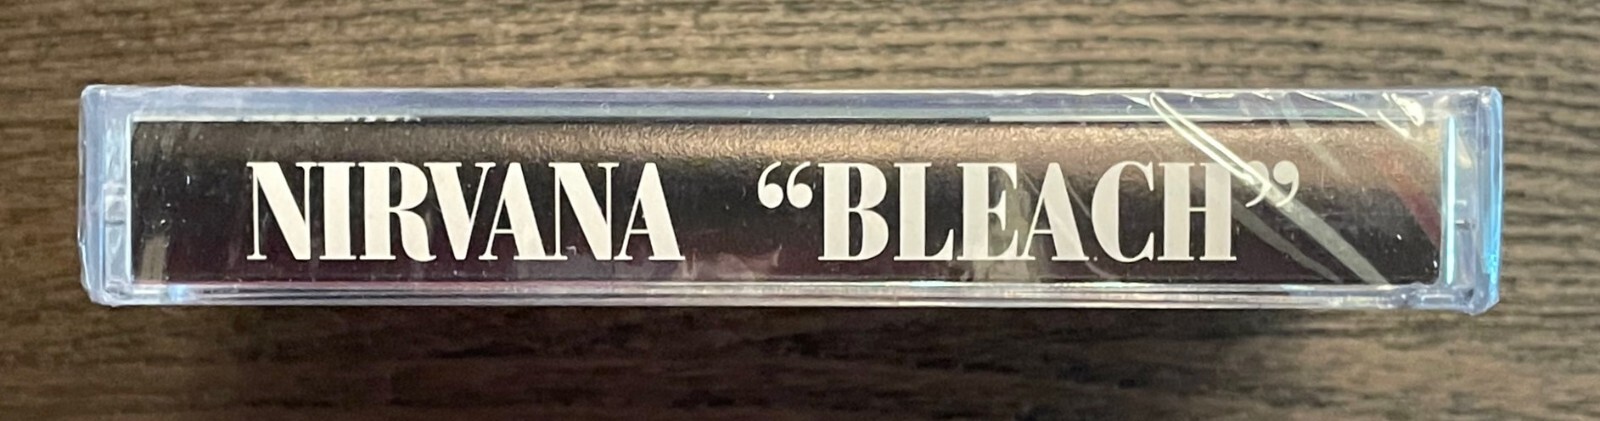 NIRVANA “BLEACH”